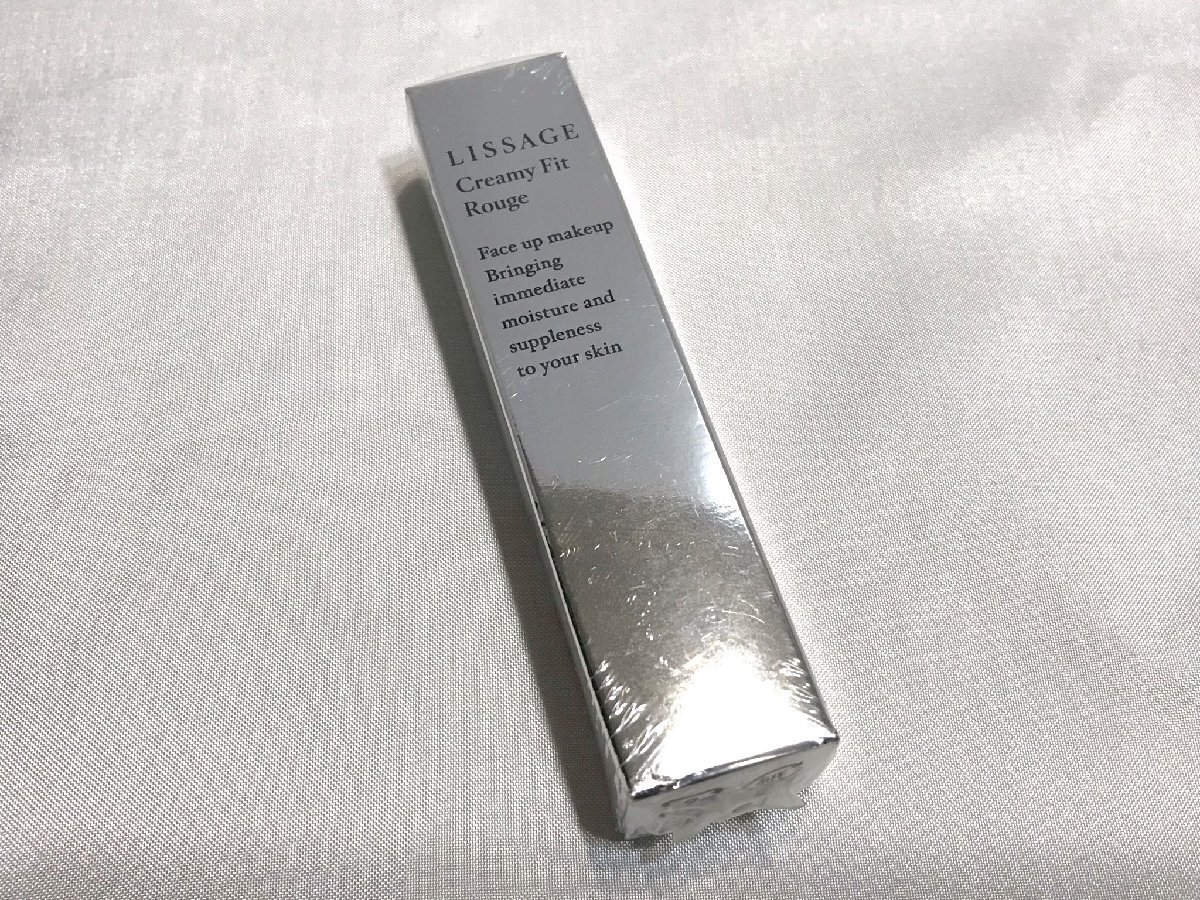 LISSAGE
Creamy Fit
Rouge
Face up makeup
Bringing
immediate
moisture and
suppleness
to your skin